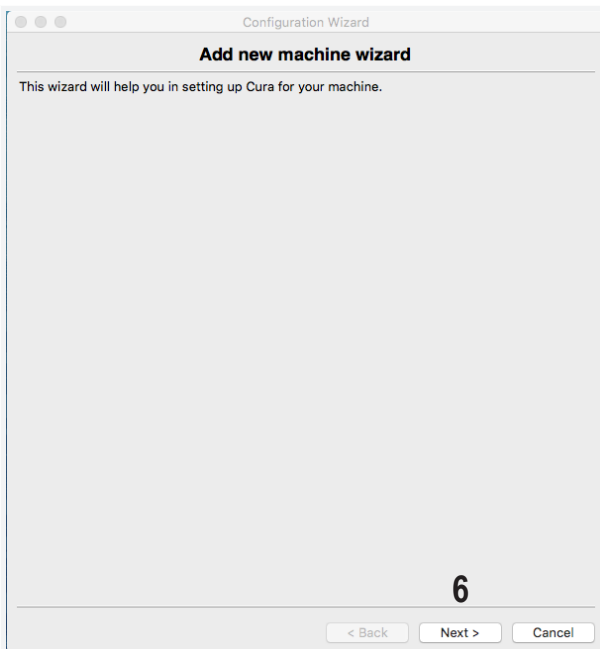 Configuration Wizard
Add new machine wizard
This wizard will help you in setting up Cura for your machine.
6
< Back Next > Cancel